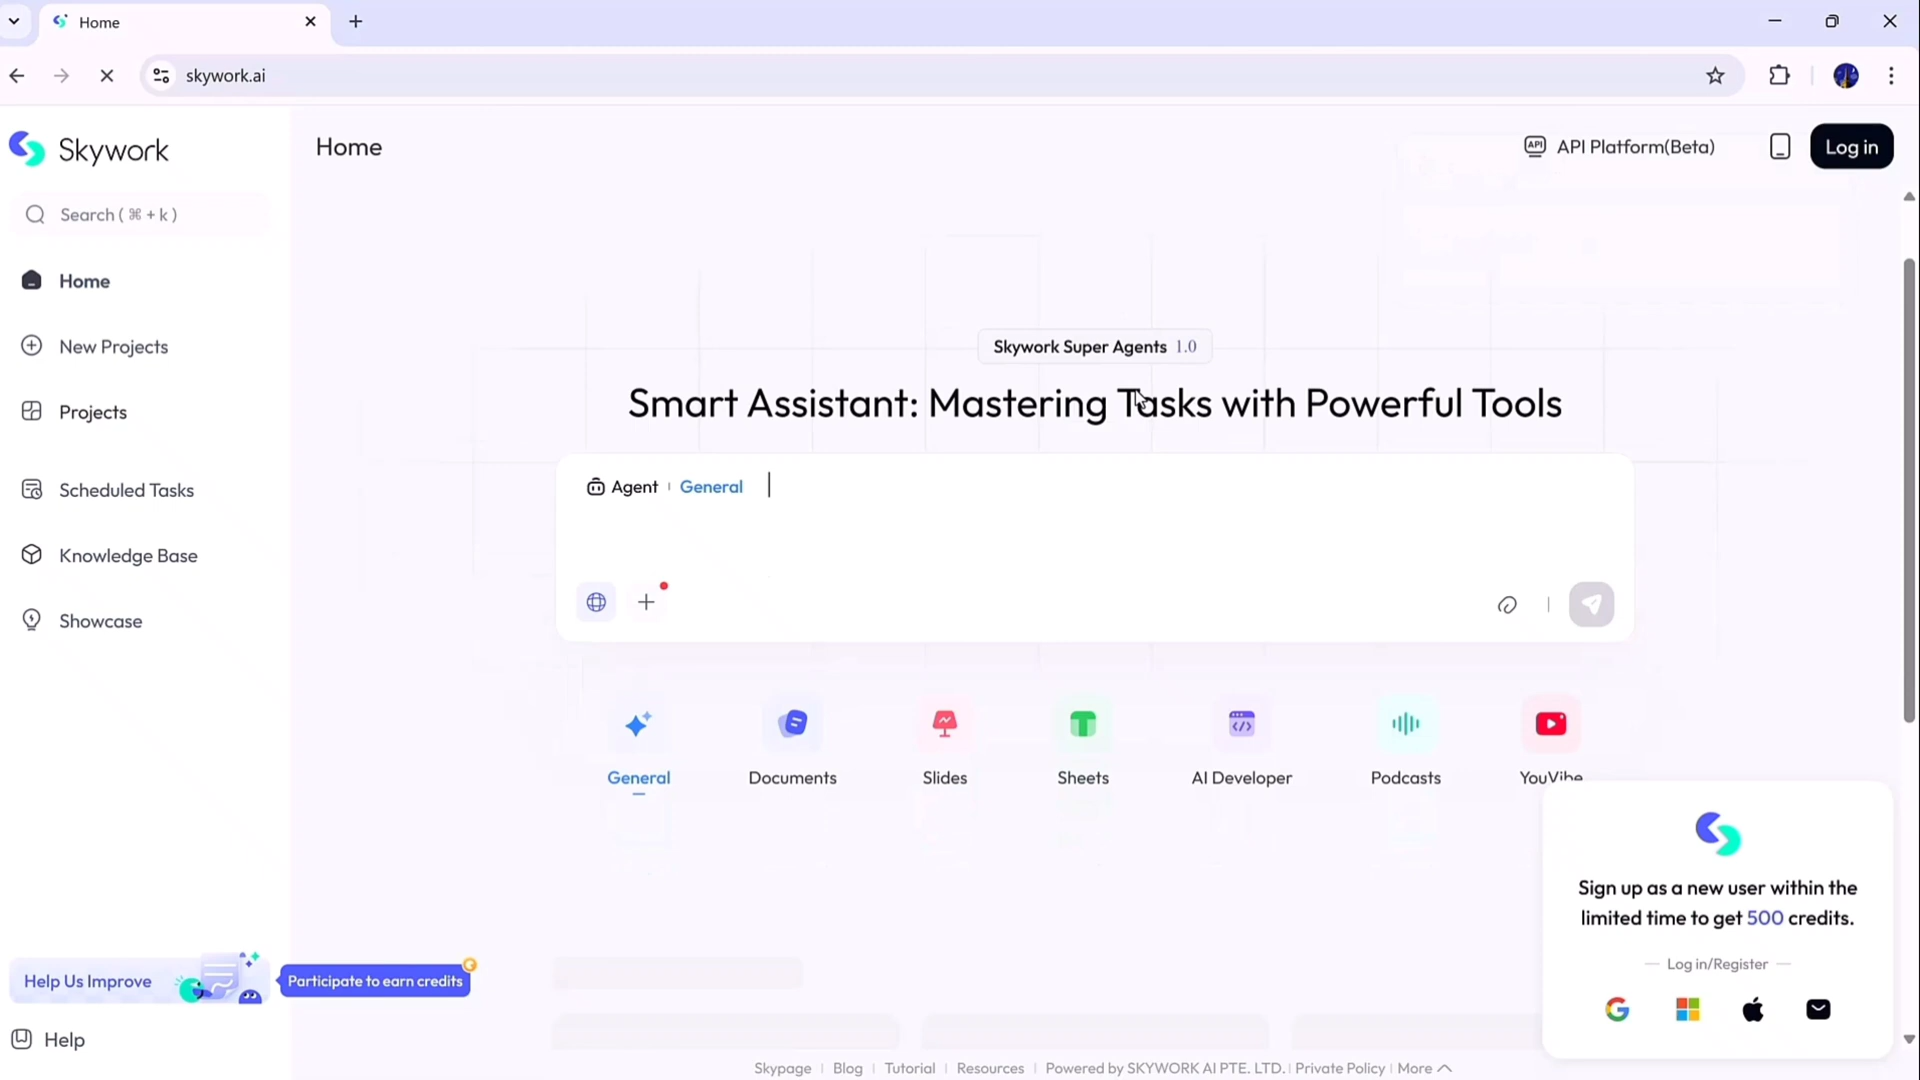 Home
skywork.ai
Skywork
Home
API
API Platform(Beta)
Log in
Search ( ⌘ + k )
Home
New Projects
Projects
Scheduled Tasks
Knowledge Base
Showcase
Skywork Super Agents 1.0
Smart Assistant: Mastering Tasks with Powerful Tools
Agent
General
General
Documents
Slides
Sheets
AI Developer
Podcasts
YouVibe
Sign up as a new user within the
limited time to get 500 credits.
Log in/Register
Help Us Improve
Participate to earn credits
Help
Skypage | Blog | Tutorial | Resources | Powered by SKYWORK AI PTE. LTD. | Private Policy | More